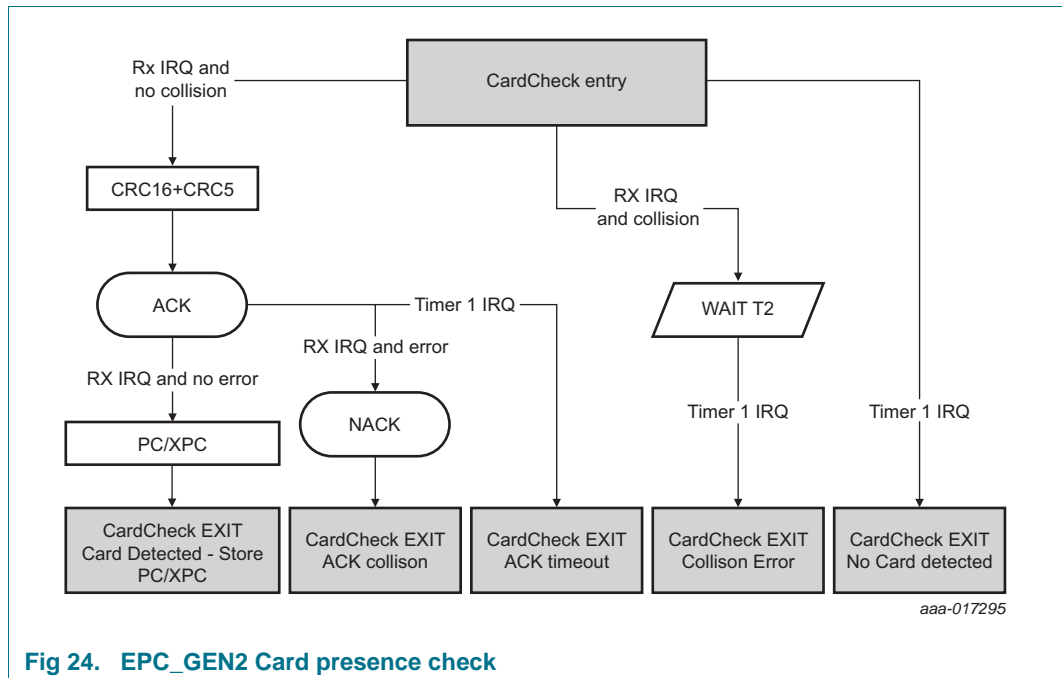 Rx IRQ and
no collision
CardCheck entry
CRC16+CRC5
RX IRQ
and collision
ACK
Timer 1 IRQ
WAIT T2
RX IRQ and error
RX IRQ and no error
NACK
Timer 1 IRQ
Timer 1 IRQ
PC/XPC
CardCheck EXIT
Card Detected - Store
PC/XPC
CardCheck EXIT
ACK collison
CardCheck EXIT
ACK timeout
CardCheck EXIT
Collison Error
CardCheck EXIT
No Card detected
aaa-017295
Fig 24. EPC_GEN2 Card presence check